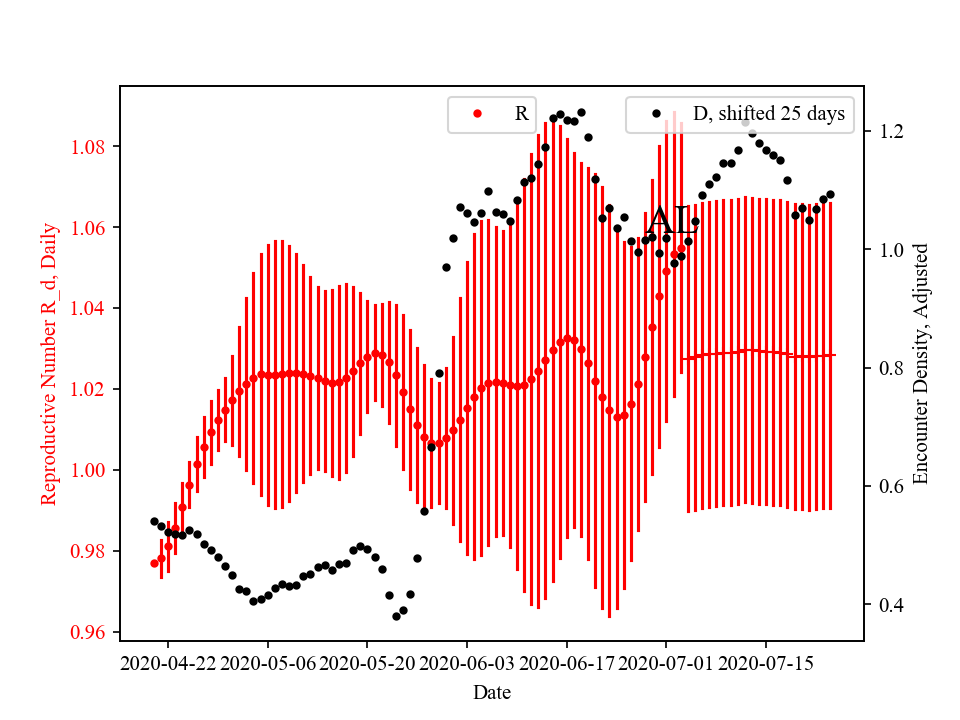 R
D, shifted 25 days
AL
Reproductive Number R_d, Daily
1.08
1.06
1.04
1.02
1.00
0.98
0.96
1.2
1.0
0.8
0.6
0.4
Encounter Density, Adjusted
2020-04-22 2020-05-06 2020-05-20 2020-06-03 2020-06-17 2020-07-01 2020-07-15
Date